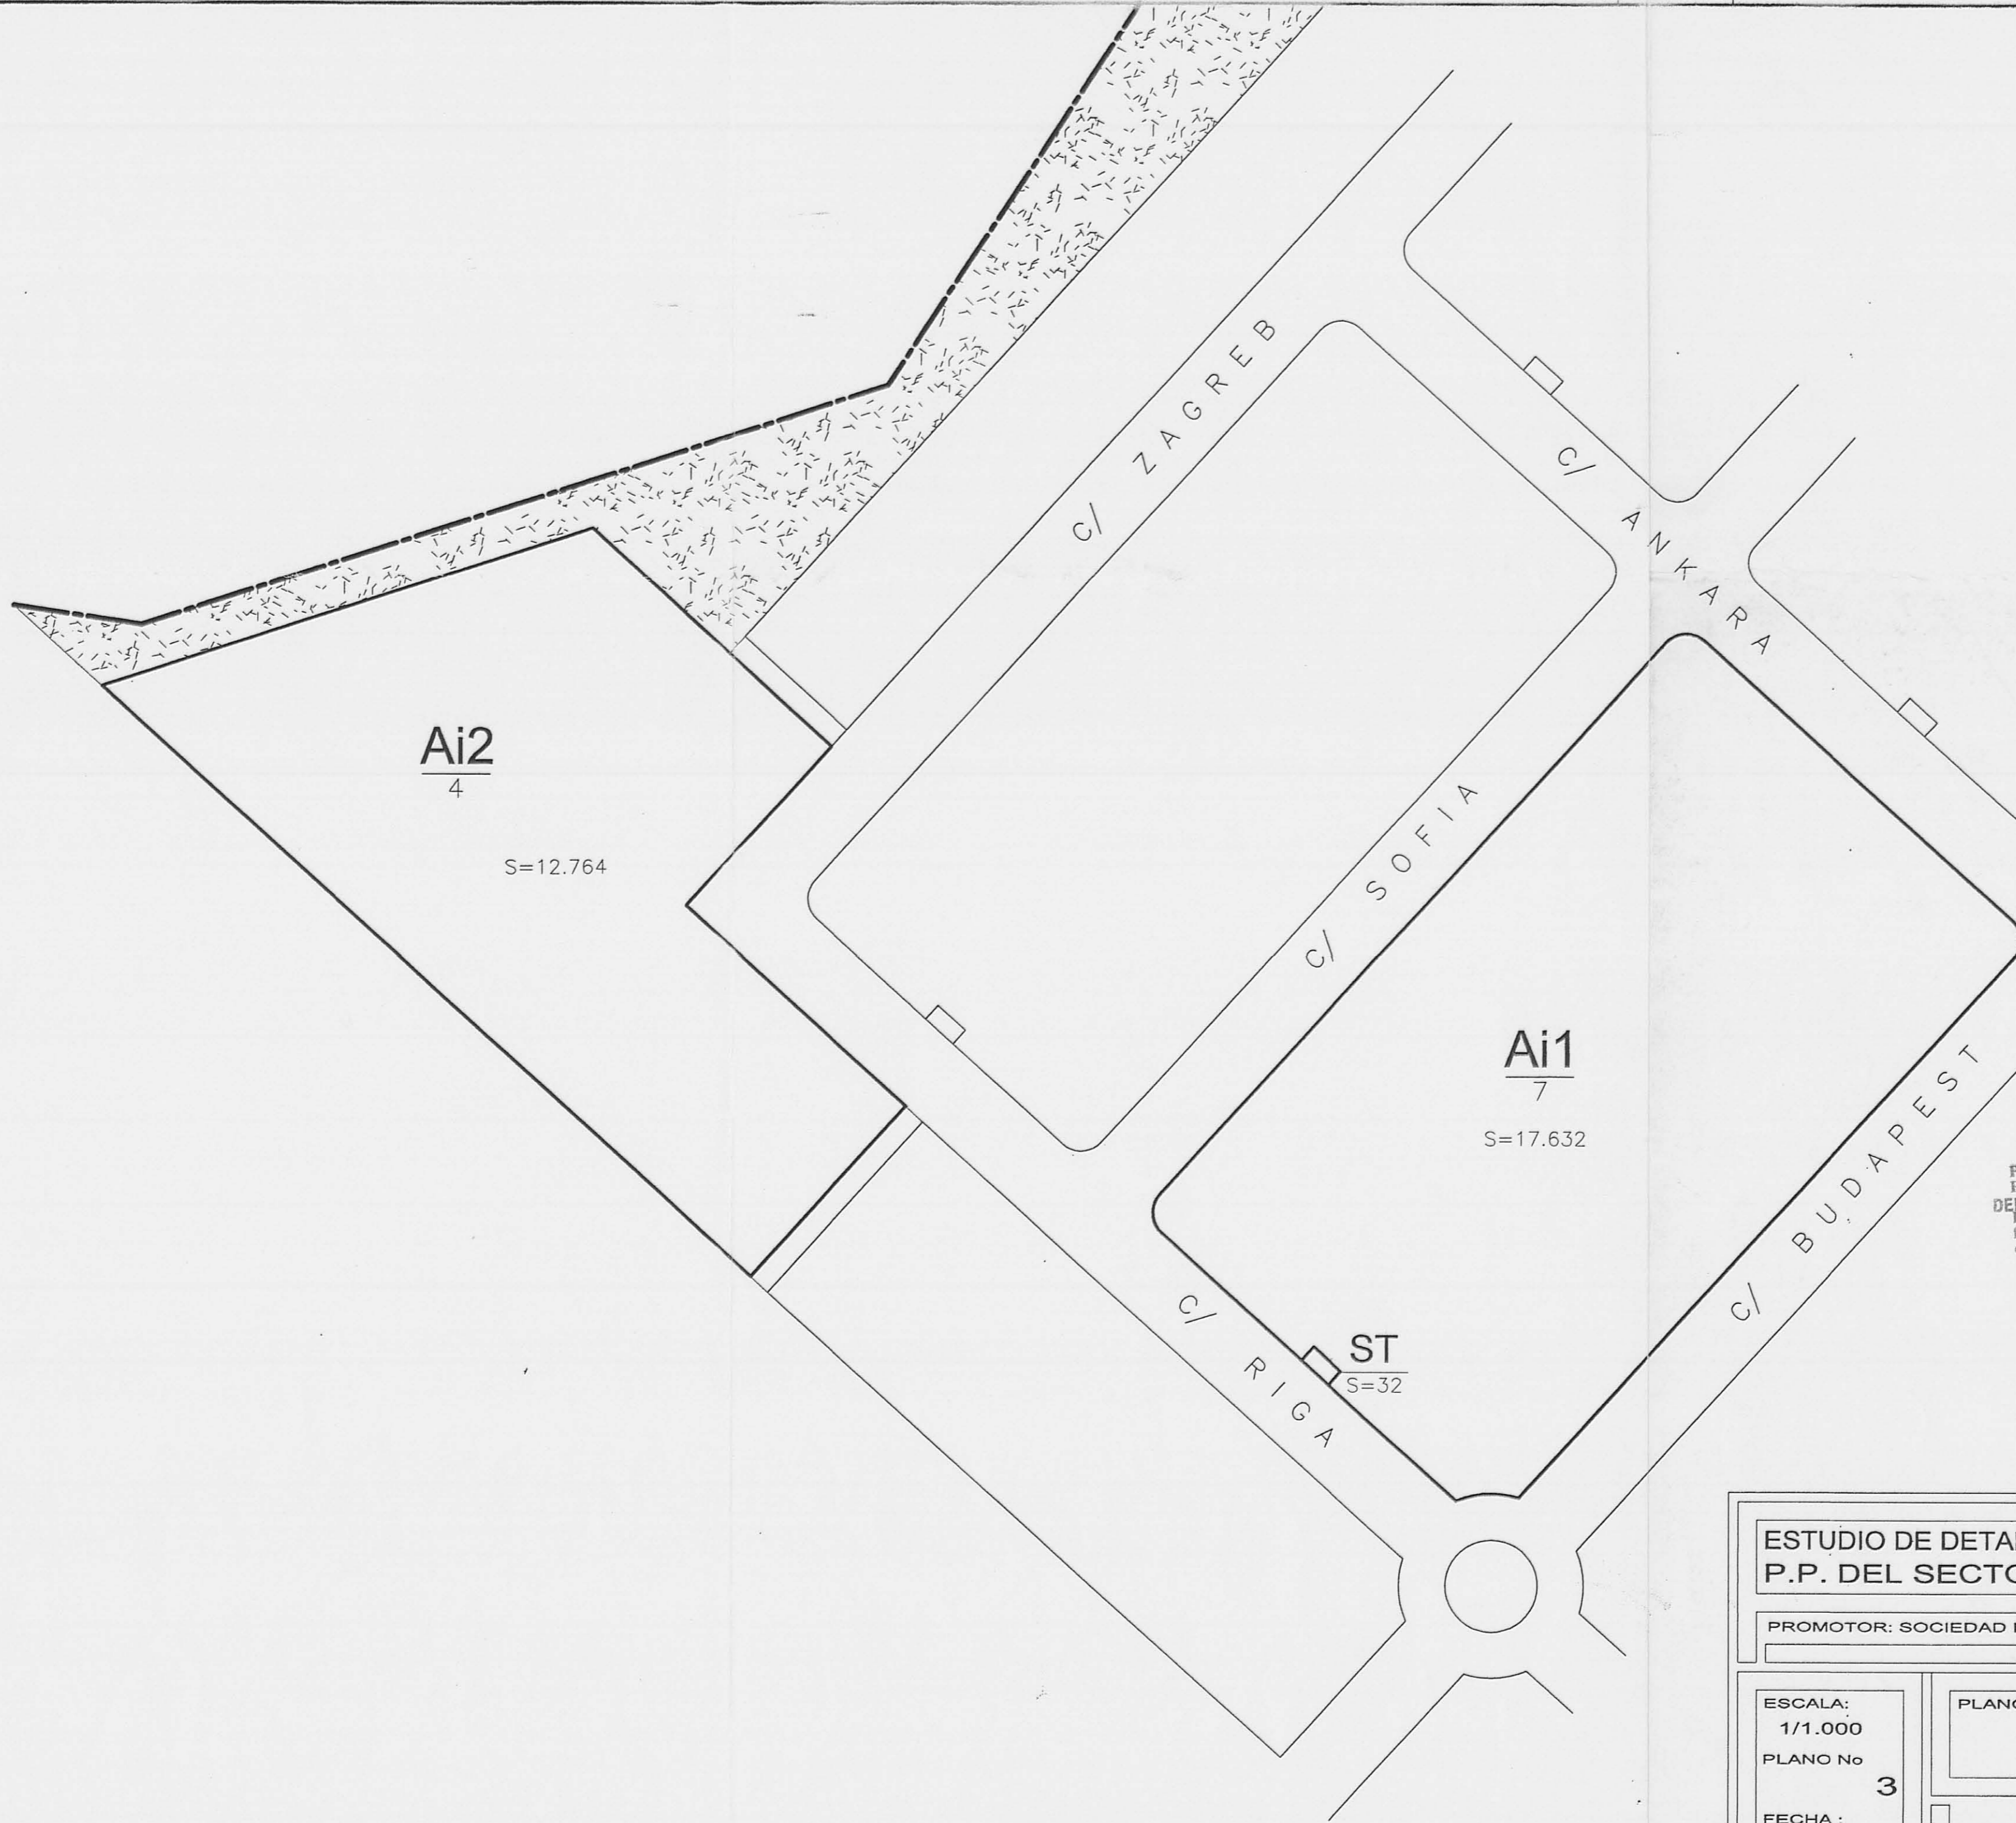 C/ ZAGREB
C/ ANKARA
Ai2
4
S=12.764
C/ SOFIA
Ai1
7
S=17.632
C/ BUDAPEST
C/ RIGA
ST
S=32
ESTUDIO DE DETA
P.P. DEL SECTO
PROMOTOR: SOCIEDAD
ESCALA:
1/1.000
PLANO
PLANO No
3
FECHA :